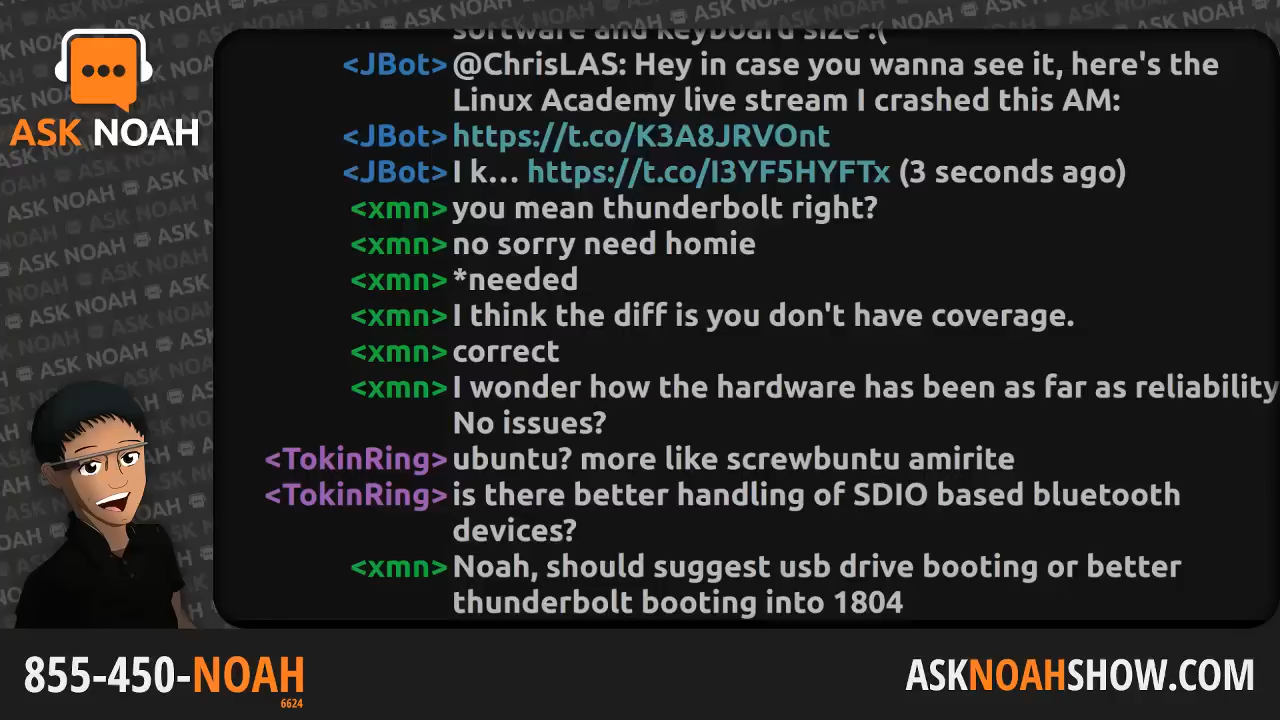 software and keyboard size :(
<JBot> @ChrisLAS: Hey in case you wanna see it, here's the
Linux Academy live stream I crashed this AM:
<JBot> https://t.co/K3A8JRVOnt
<JBot> I k... https://t.co/I3YF5HYFTx (3 seconds ago)
<xmn> you mean thunderbolt right?
<xmn> no sorry need homie
<xmn> *needed
<xmn> I think the diff is you don't have coverage.
<xmn> correct
<xmn> I wonder how the hardware has been as far as reliability
No issues?
<TokinRing> ubuntu? more like screwbuntu amirite
<TokinRing> is there better handling of SDIO based bluetooth
devices?
<xmn> Noah, should suggest usb drive booting or better
thunderbolt booting into 1804
ASK NOAH
855-450-NOAH
6624
ASKNOAHSHOW.COM